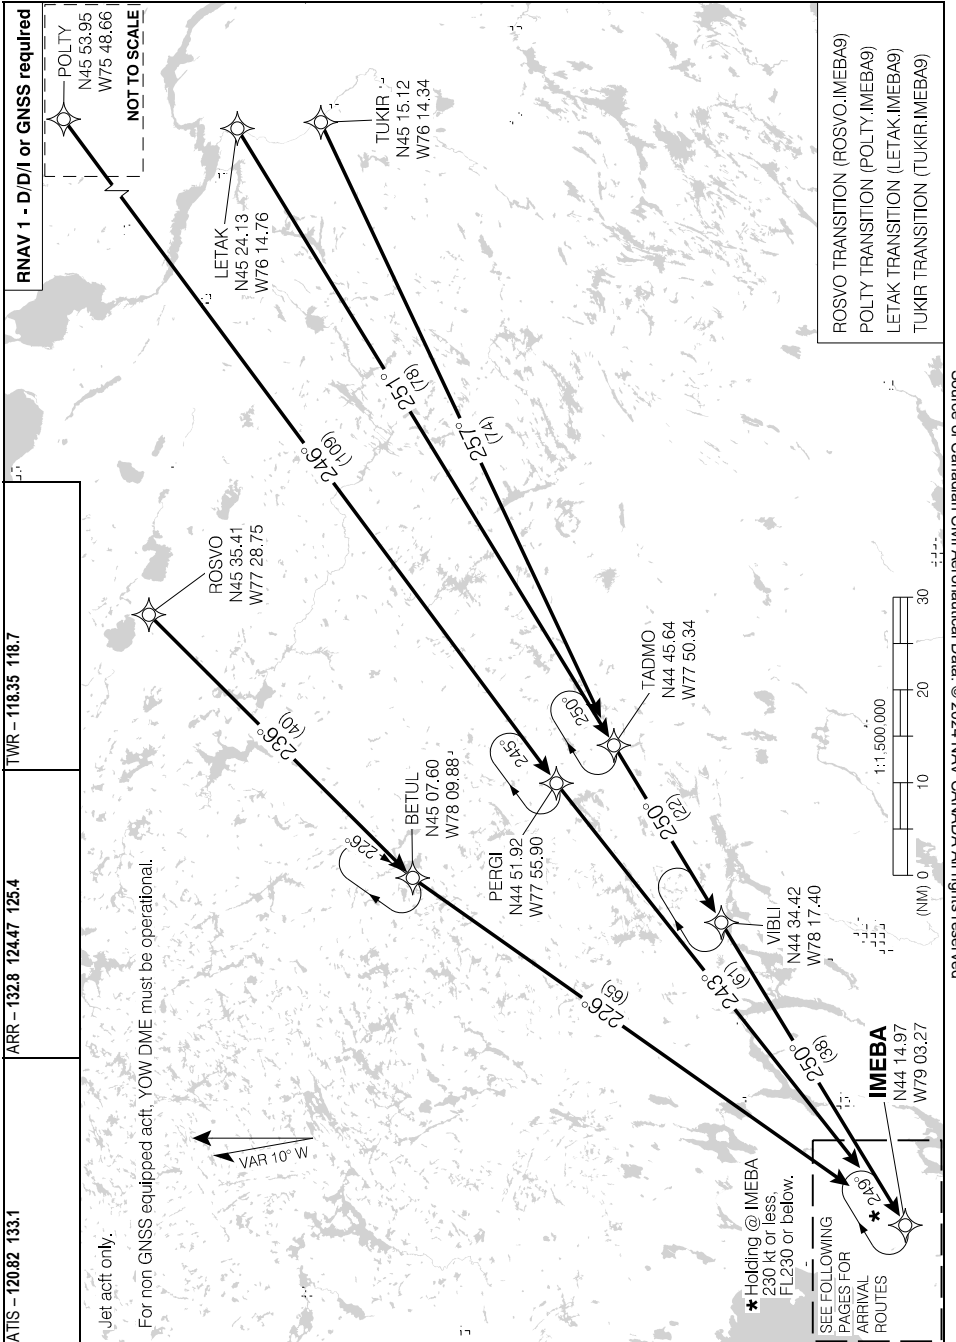 ATIS – 120.82 133.1
ARR – 132.8 124.47 125.4
TWR – 118.35 118.7
RNAV 1 - D/D/I or GNSS required
Jet acft only.
For non GNSS equipped acft, YOW DME must be operational.
VAR 10° W
POLTY
N45 53.95
W75 48.66
NOT TO SCALE
LETAK
N45 24.13
W76 14.76
TUKIR
N45 15.12
W76 14.34
ROSVO
N45 35.41
W77 28.75
236°
(40)
246°
(109)
251°
(78)
257°
(74)
226°
BETUL
N45 07.60
W78 09.88
245°
PERGI
N44 51.92
W77 55.90
250°
TADMO
N44 45.64
W77 50.34
226°
(65)
243°
(61)
250°
(22)
VIBLI
N44 34.42
W78 17.40
250°
(38)
IMEBA
N44 14.97
W79 03.27
* 249°
* Holding @ IMEBA
230 kt or less,
FL230 or below.
SEE FOLLOWING
PAGES FOR
ARRIVAL
ROUTES
1:1 500 000
(NM) 0 10 20 30
ROSVO TRANSITION (ROSVO.IMEBA9)
POLTY TRANSITION (POLTY.IMEBA9)
LETAK TRANSITION (LETAK.IMEBA9)
TUKIR TRANSITION (TUKIR.IMEBA9)